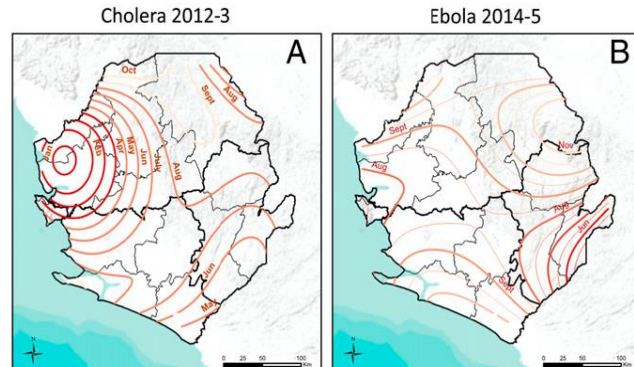 Cholera 2012-3
Ebola 2014-5
A
Oct
Sept
Aug
Jan
Feb
Apr
May
Jun
July
Aug
Jun
May
N
0
25
50
100
Km
B
Sept
Aug
Nov
Aug
Jun
Sept
N
0
25
50
100
Km